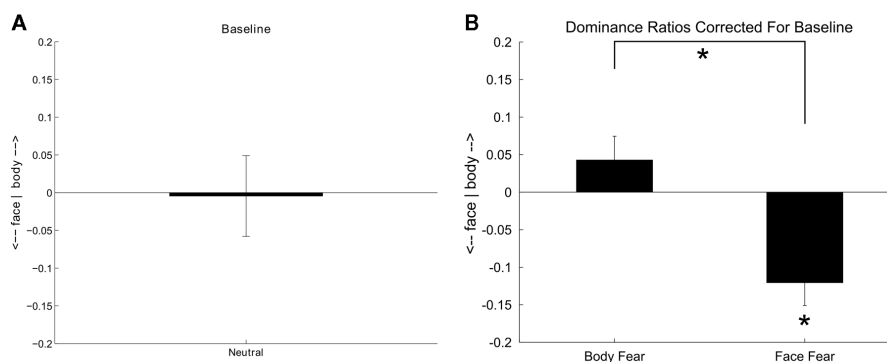 A
Baseline
0.2
0.15
0.1
0.05
0
−0.05
−0.1
−0.15
−0.2
<-- face | body -->
Neutral
B
Dominance Ratios Corrected For Baseline
*
0.2
0.15
0.1
0.05
0
-0.05
-0.1
-0.15
-0.2
<-- face | body -->
*
Body Fear
Face Fear